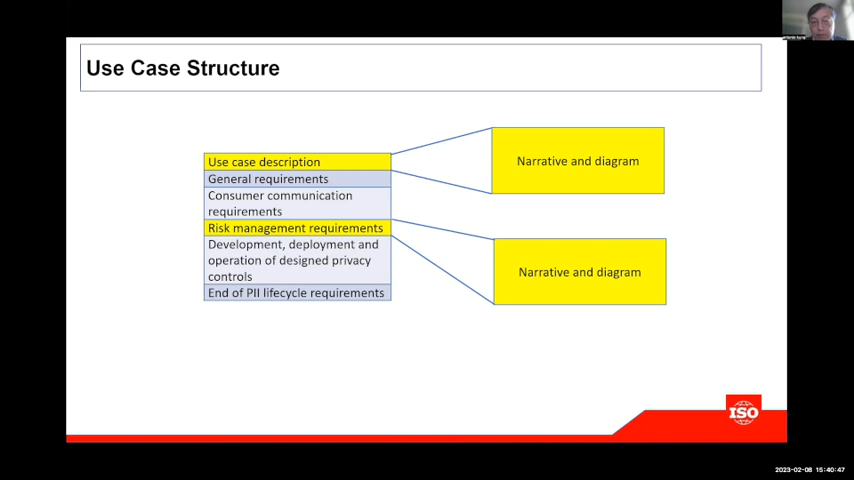 Use Case Structure
Use case description
General requirements
Consumer communication
requirements
Risk management requirements
Development, deployment and
operation of designed privacy
controls
End of PII lifecycle requirements
Narrative and diagram
Narrative and diagram
ISO
2023-02-08 15:40:47